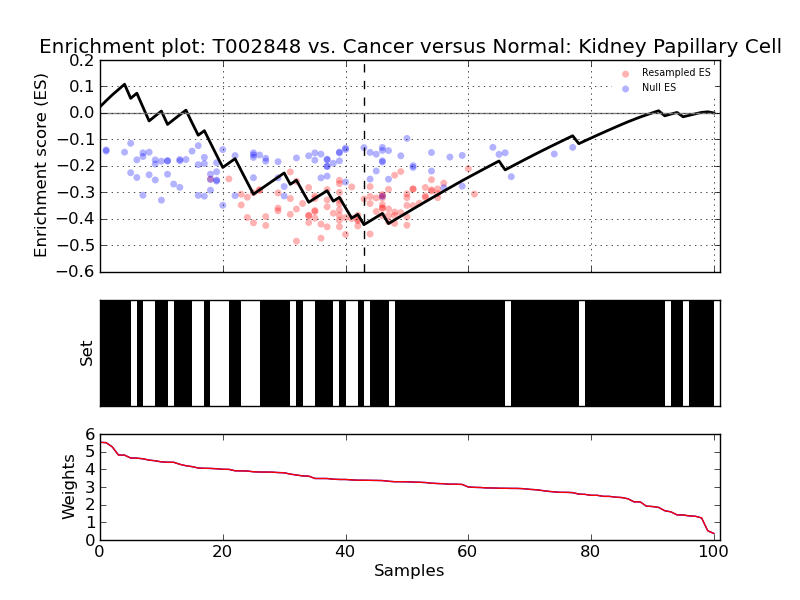 Enrichment plot: T002848 vs. Cancer versus Normal: Kidney Papillary Cell
Enrichment score (ES)
0.2
0.1
0.0
−0.1
−0.2
−0.3
−0.4
−0.5
−0.6
Resampled ES
Null ES
Set
Weights
6
5
4
3
2
1
0
0 20 40 60 80 100
Samples